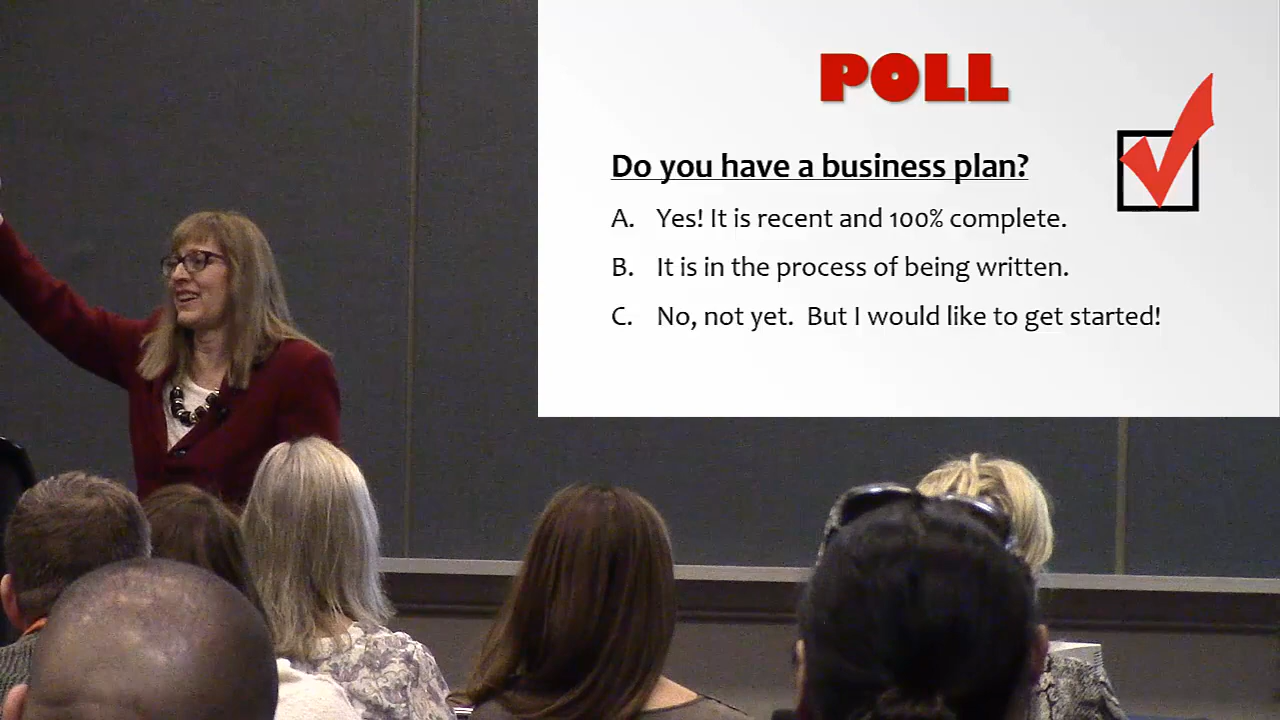 POLL
Do you have a business plan?
A. Yes! It is recent and 100% complete.
B. It is in the process of being written.
C. No, not yet. But I would like to get started!